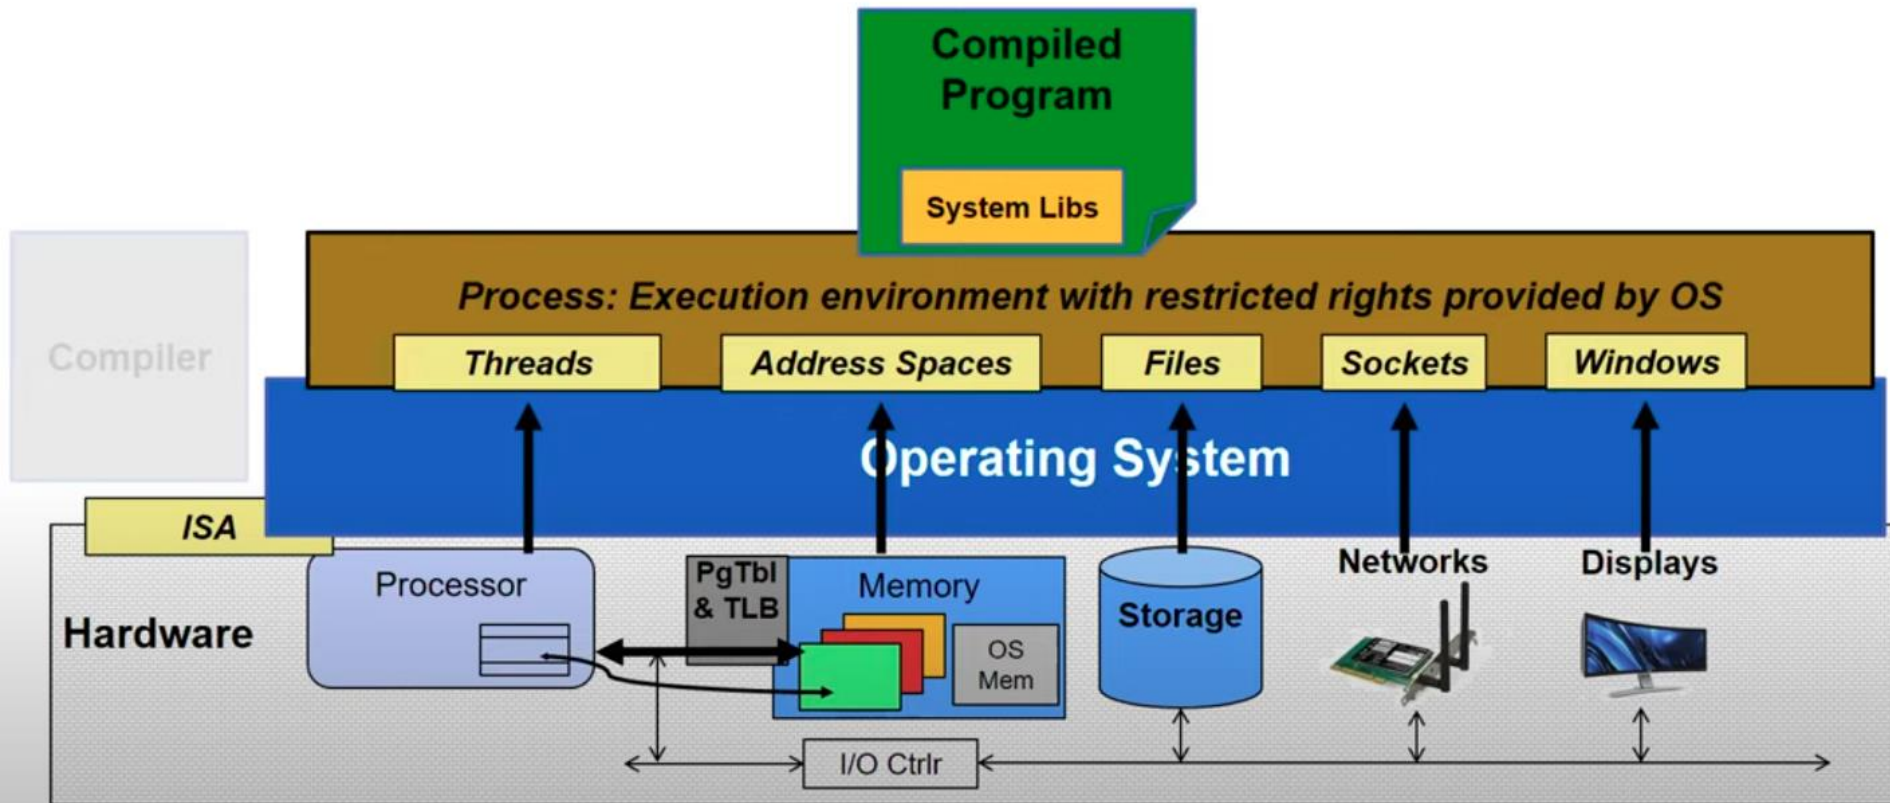 Compiled
Program
System Libs
Process: Execution environment with restricted rights provided by OS
Compiler
Threads
Address Spaces
Files
Sockets
Windows
Operating System
ISA
Hardware
Processor
PgTbl
& TLB
Memory
OS
Mem
Storage
Networks
Displays
I/O Ctrlr